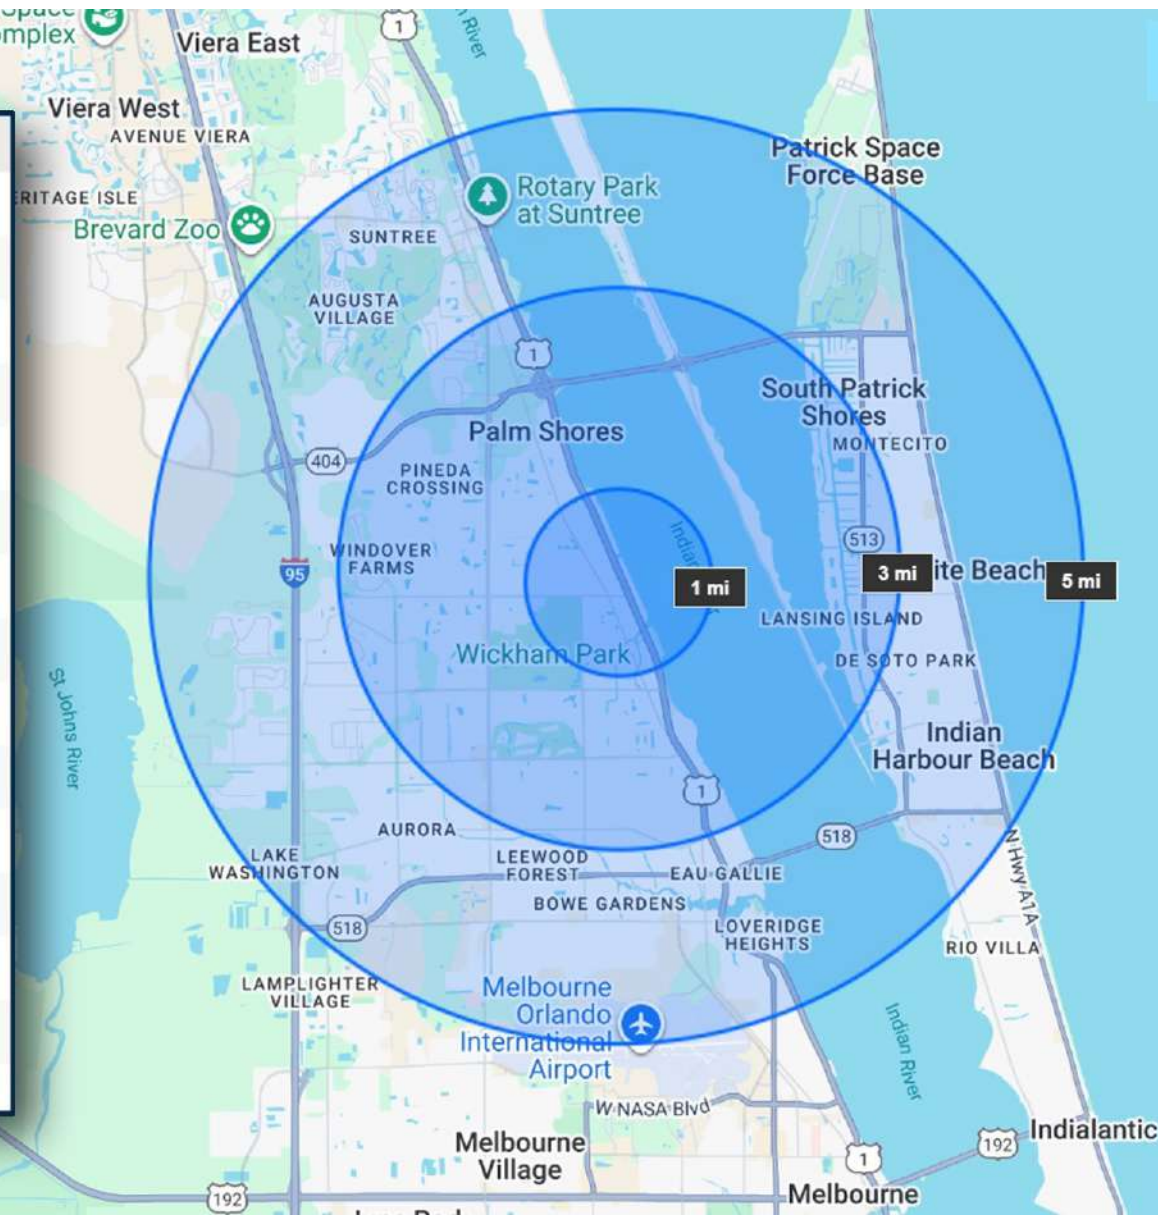 Space
omplex
1
n River
Viera East
Viera West
AVENUE VIERA
Patrick Space
Force Base
ERITAGE ISLE
Brevard Zoo
Rotary Park
at Suntree
SUNTREE
AUGUSTA
VILLAGE
1
South Patrick
Shores
Palm Shores
MONTECITO
404
PINEDA
CROSSING
513
Indian
WINDOVER
FARMS
95
1 mi
3 mi
ite Beach
5 mi
LANSING ISLAND
Wickham Park
DE SOTO PARK
St Johns River
Indian
Harbour Beach
1
AURORA
518
LAKE
WASHINGTON
LEEWOOD
FOREST
EAU GALLIE
N Hwy A1A
BOWE GARDENS
518
LOVERIDGE
HEIGHTS
RIO VILLA
LAMPLIGHTER
VILLAGE
Melbourne
Orlando
International
Airport
Indian River
W NASA Blvd
Melbourne
Village
192
Indialantic
1
192
Melbourne